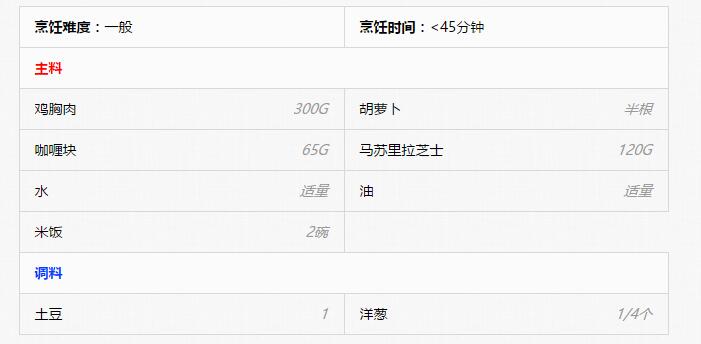 烹饪难度：一般 烹饪时间：<45分钟
主料
鸡胸肉 300G 胡萝卜 半根
咖喱块 65G 马苏里拉芝士 120G
水 适量 油 适量
米饭 2碗
调料
土豆 1 洋葱 1/4个